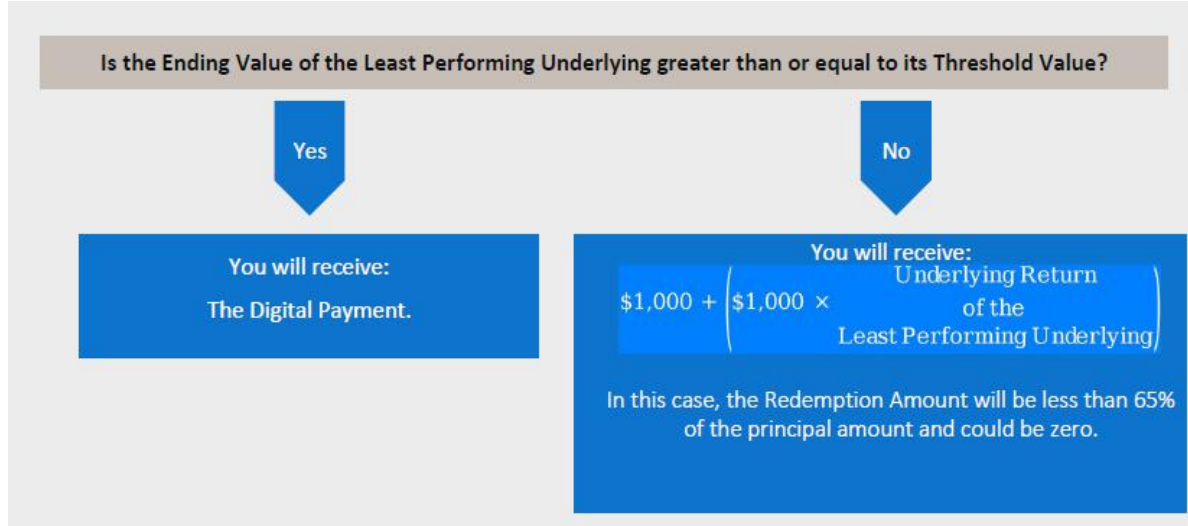 Is the Ending Value of the Least Performing Underlying greater than or equal to its Threshold Value?
Yes
No
You will receive:
The Digital Payment.
You will receive:
$1,000 + ($1,000 × Underlying Return
of the
Least Performing Underlying)
In this case, the Redemption Amount will be less than 65%
of the principal amount and could be zero.